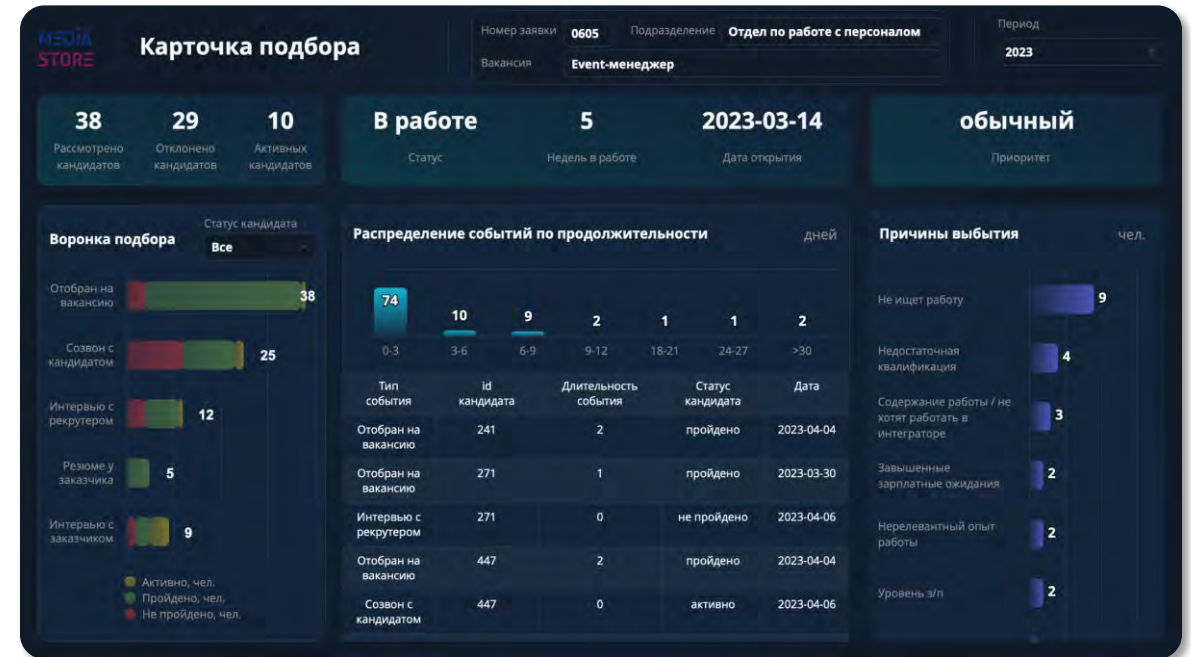 MEDIA
STORE
Карточка подбора
Номер заявки 0605 Подразделение Отдел по работе с персоналом
Вакансия Event-менеджер
Период
2023
38 29 10
Рассмотрено кандидатов
Отклонено кандидатов
Активных кандидатов
В работе 5 2023-03-14
Статус Недель в работе Дата открытия
обычный
Приоритет
Воронка подбора
Статус кандидата
Все
Отобран на
вакансию 38
Созвон с
кандидатом 25
Интервью с
рекрутером 12
Резюме у
заказчика 5
Интервью с
заказчиком 9
Активно, чел.
Пройдено, чел.
Не пройдено, чел.
Распределение событий по продолжительности дней
74 10 9 2 1 1 2
0-3 3-6 6-9 9-12 18-21 24-27 >30
Тип события id кандидата Длительность события Статус кандидата Дата
Отобран на вакансию 241 2 пройдено 2023-04-04
Отобран на вакансию 271 1 пройдено 2023-03-30
Интервью с рекрутером 271 0 не пройдено 2023-04-06
Отобран на вакансию 447 2 пройдено 2023-04-04
Созвон с кандидатом 447 0 активно 2023-04-06
Причины выбытия чел.
Не ищет работу 9
Недостаточная
квалификация 4
Содержание работы / не
хотят работать в
интеграторе 3
Завышенные
зарплатные ожидания 2
Нерелевантный опыт
работы 2
Уровень з/п 2